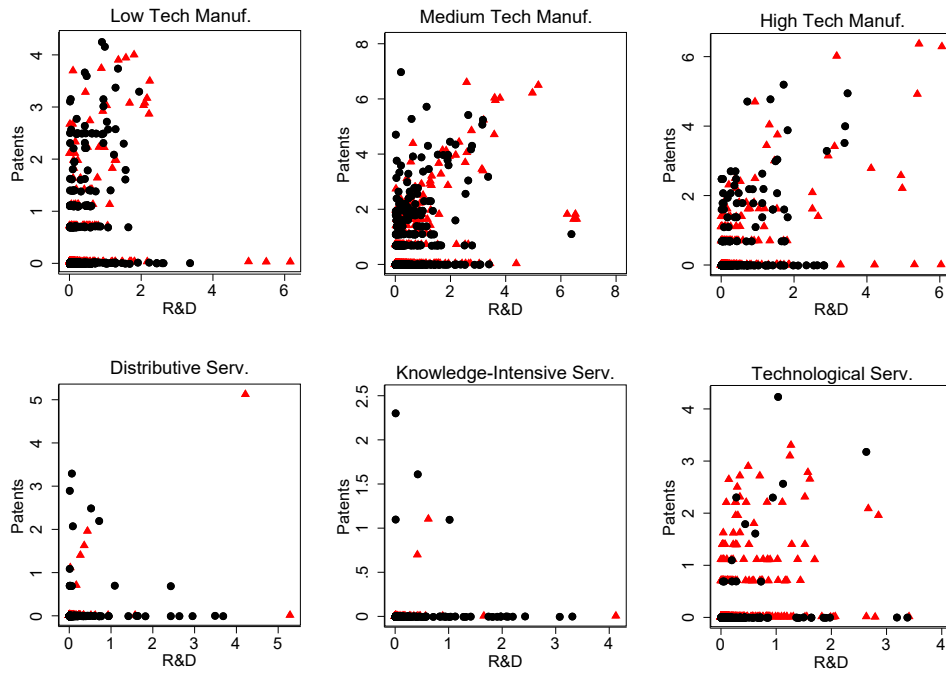 Low Tech Manuf.
Patents
4
3
2
1
0
0 2 4 6
R&D
Medium Tech Manuf.
Patents
8
6
4
2
0
0 2 4 6 8
R&D
High Tech Manuf.
Patents
6
4
2
0
0 2 4 6
R&D
Distributive Serv.
Patents
5
4
3
2
1
0
0 1 2 3 4 5
R&D
Knowledge-Intensive Serv.
Patents
2.5
2
1.5
1
.5
0
0 1 2 3 4
R&D
Technological Serv.
Patents
4
3
2
1
0
0 1 2 3 4
R&D